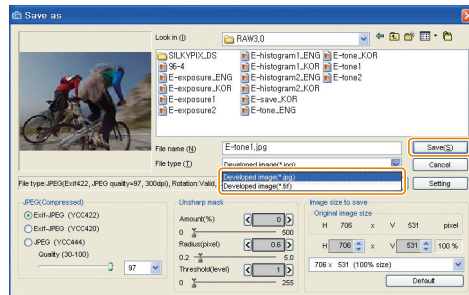 Save as
Look in (I) RAW3.0
SILKYPIX_DS E-histogram1_ENG E-tone_KOR
96-4 E-histogram1_KOR E-tone1
E-exposure_ENG E-histogram2_ENG E-tone2
E-exposure_KOR E-histogram2_KOR
E-exposure1 E-save_KOR
E-exposure2 E-tone_ENG
File name (N) E-tone1.jpg Save(S)
File type (T) Developed image(*.jpg) Cancel
Developed image(*.jpg)
Developed image(*.tif)
File type:JPEG(Exif422, JPEG quality=97, 300dpi), Rotation:Valid, Setting
JPEG(Compressed) Unsharp mask Image size to save
Exif-JPEG (YCC422) Amount(%) 0 Original image size
0 500 H 706 x V 531 pixel
Exif-JPEG (YCC420) Radius(pixel) 0.6 H 706 x V 531 100 %
JPEG (YCC444) 0.2 5.0
Quality (30-100) Threshold(level) 1 706 x 531 (100% size)
97 0 255 Default